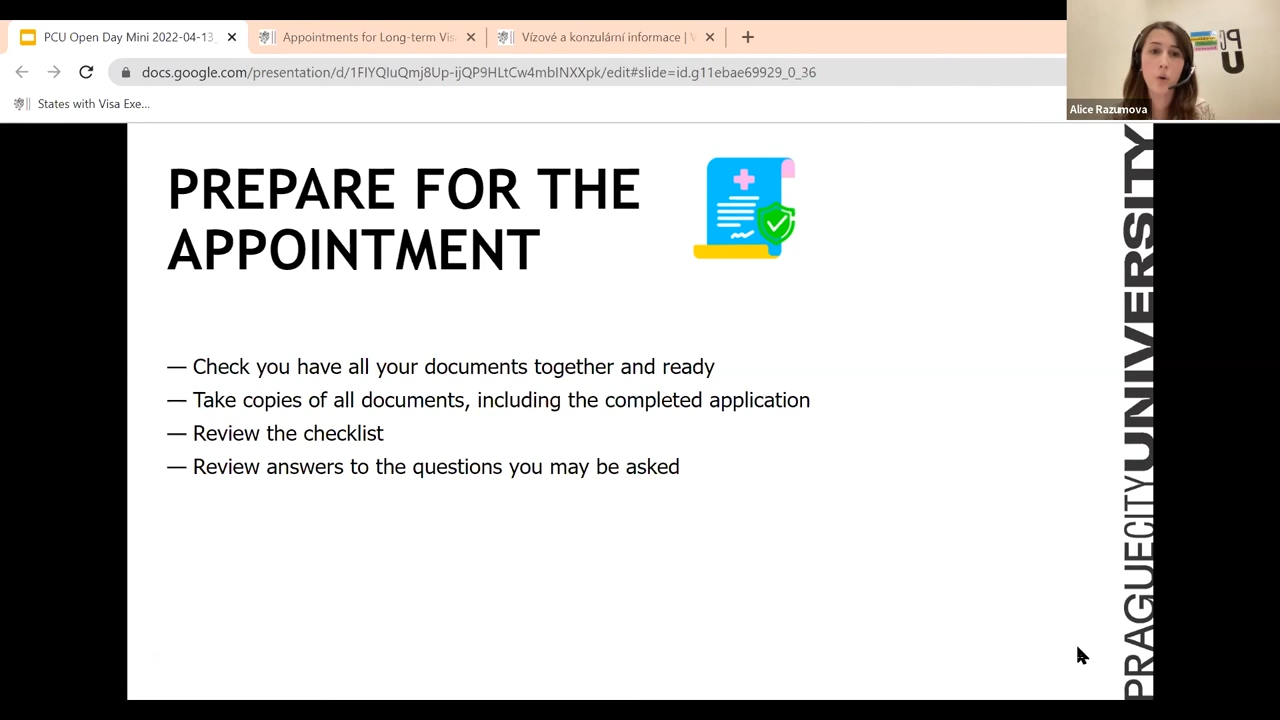 PCU Open Day Mini 2022-04-13_
Appointments for Long-term Vis
Vízové a konzulární informace | V
docs.google.com/presentation/d/1FlYQIuQmj8Up-ijQP9HLtCw4mbINXXpk/edit#slide=id.g11ebae69929_0_36
States with Visa Exe...
Alice Razumova
PREPARE FOR THE
APPOINTMENT
— Check you have all your documents together and ready
— Take copies of all documents, including the completed application
— Review the checklist
— Review answers to the questions you may be asked
PRAGUECITYUNIVERSITY